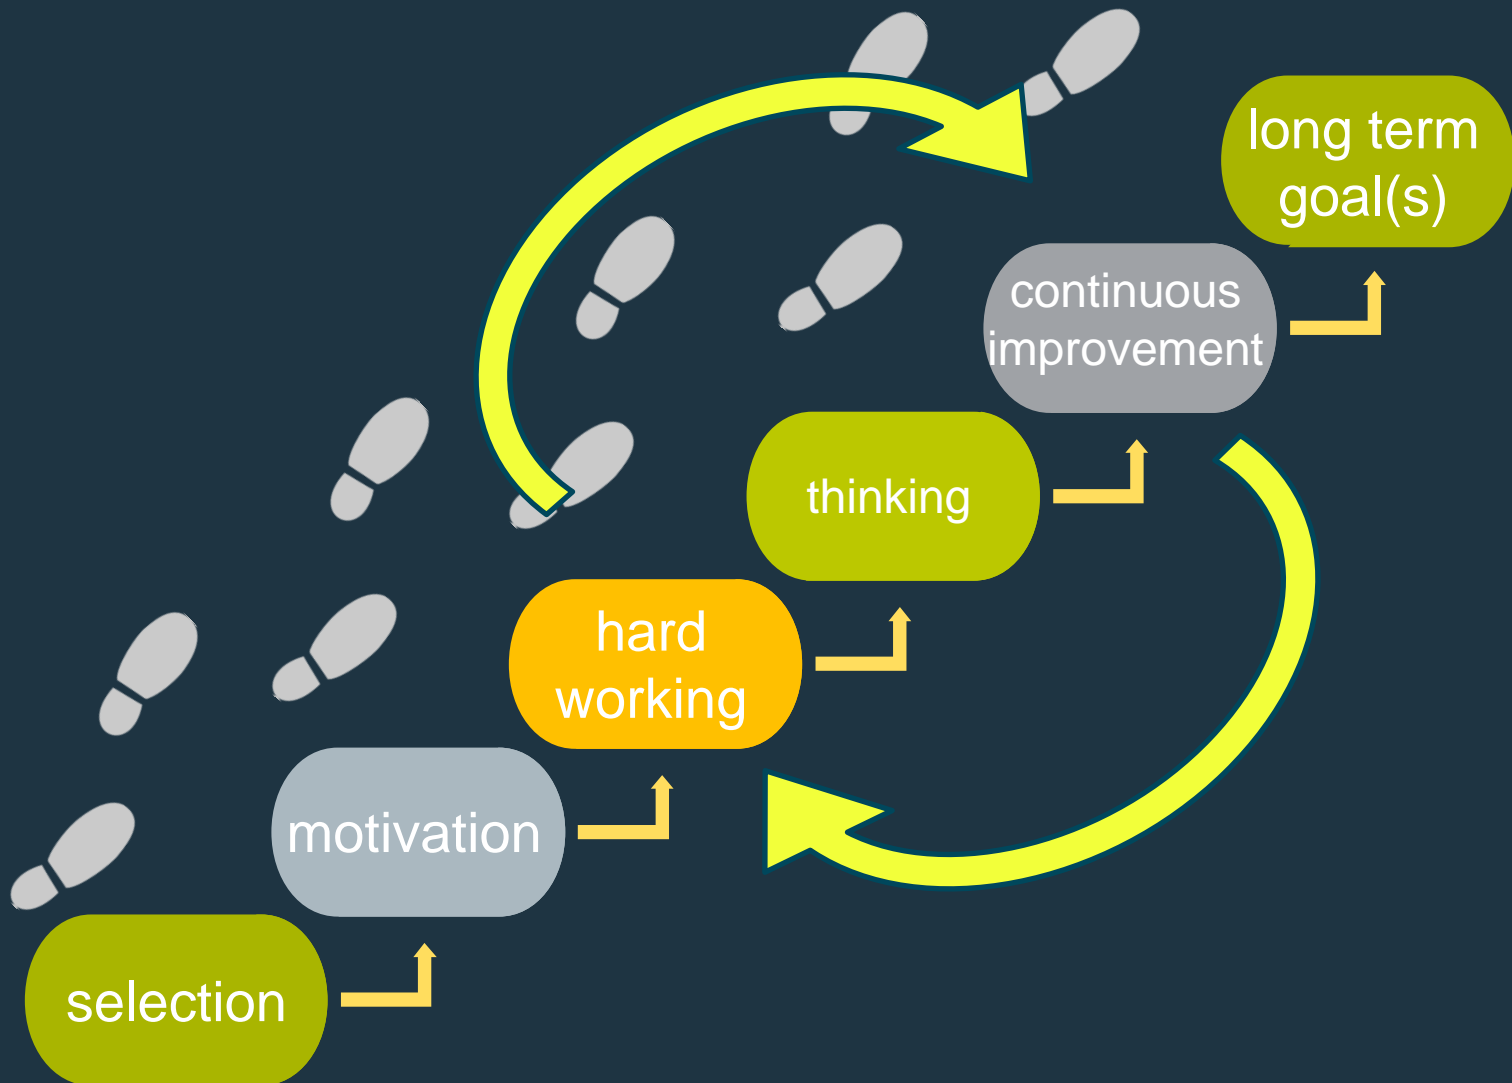 long term
goal(s)
continuous
improvement
thinking
hard
working
motivation
selection